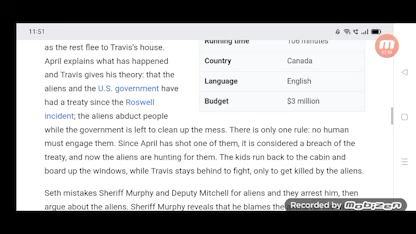 11:51
as the rest flee to Travis's house.
April explains what has happened
and Travis gives his theory: that the
aliens and the U.S. government have
had a treaty since the Roswell
incident; the aliens abduct people
Running time 106 minutes
Country Canada
Language English
Budget $3 million
while the government is left to clean up the mess. There is only one rule: no human
must engage them. Since April has shot one of them, it is considered a breach of the
treaty, and now the aliens are hunting for them. The kids run back to the cabin and
board up the windows, while Travis stays behind to fight, only to get killed by the aliens.
Seth mistakes Sheriff Murphy and Deputy Mitchell for aliens and they arrest him, then
argue about the aliens. Sheriff Murphy reveals that he blames the
Recorded by mobizen